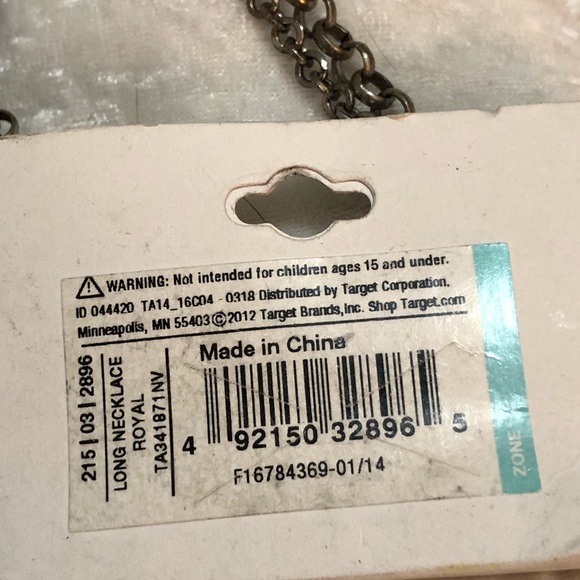 WARNING: Not intended for children ages 15 and under.
ID 044420 TA14_16C04 - 0318 Distributed by Target Corporation,
Minneapolis, MN 55403 ©2012 Target Brands, Inc. Shop Target.com
215 | 03 | 2896
LONG NECKLACE
ROYAL
TA341871NV
Made in China
4 92150 32896 5
F16784369-01/14
ZONE